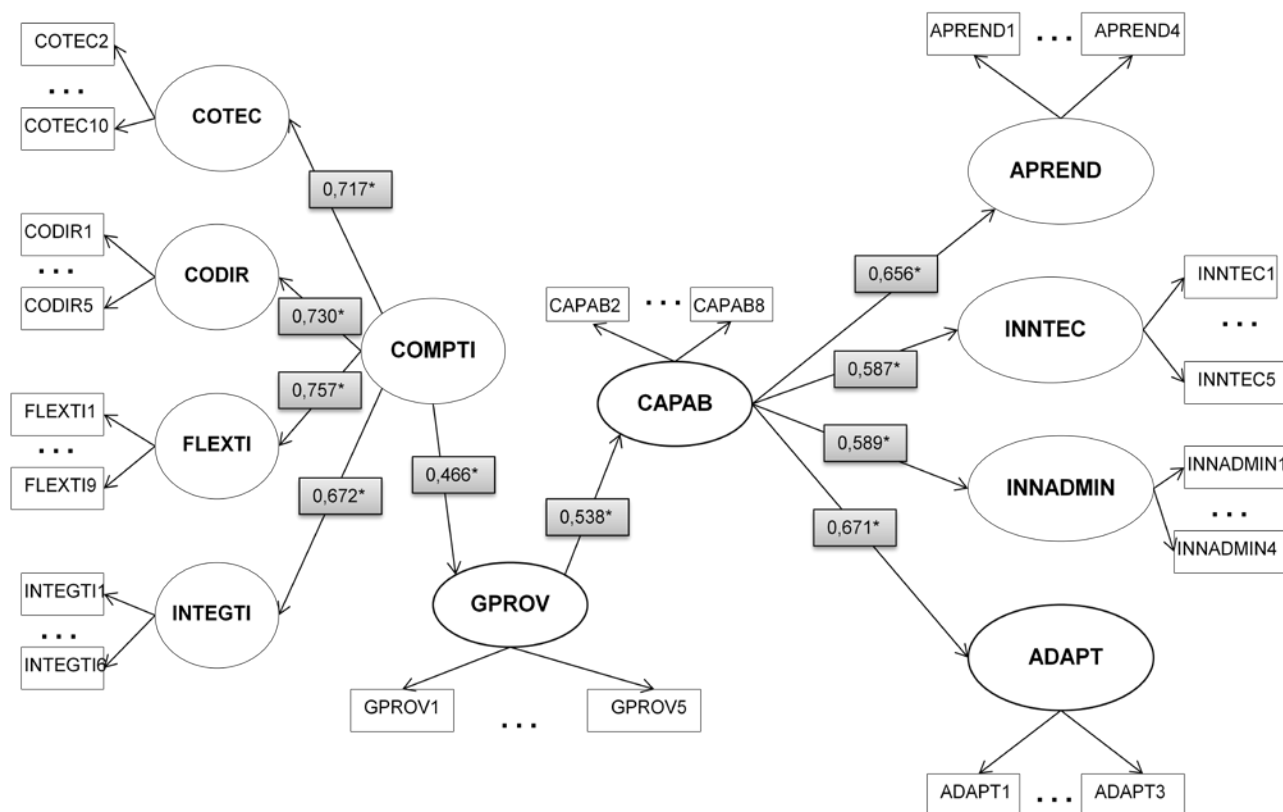 COTEC2
...
COTEC10
COTEC
0,717*
CODIR1
...
CODIR5
CODIR
0,730*
COMPTI
0,757*
FLEXTI1
...
FLEXTI9
FLEXTI
0,672*
INTEGTI1
...
INTEGTI6
INTEGTI
0,466*
GPROV
GPROV1
...
GPROV5
0,538*
CAPAB2
...
CAPAB8
CAPAB
0,656*
APREND1
...
APREND4
APREND
0,587*
INNTEC
INNTEC1
...
INNTEC5
0,589*
INNADMIN
INNADMIN1
...
INNADMIN4
0,671*
ADAPT
ADAPT1
...
ADAPT3